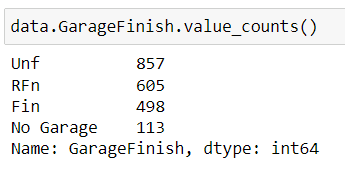 data.GarageFinish.value_counts()
Unf 857
RFn 605
Fin 498
No Garage 113
Name: GarageFinish, dtype: int64